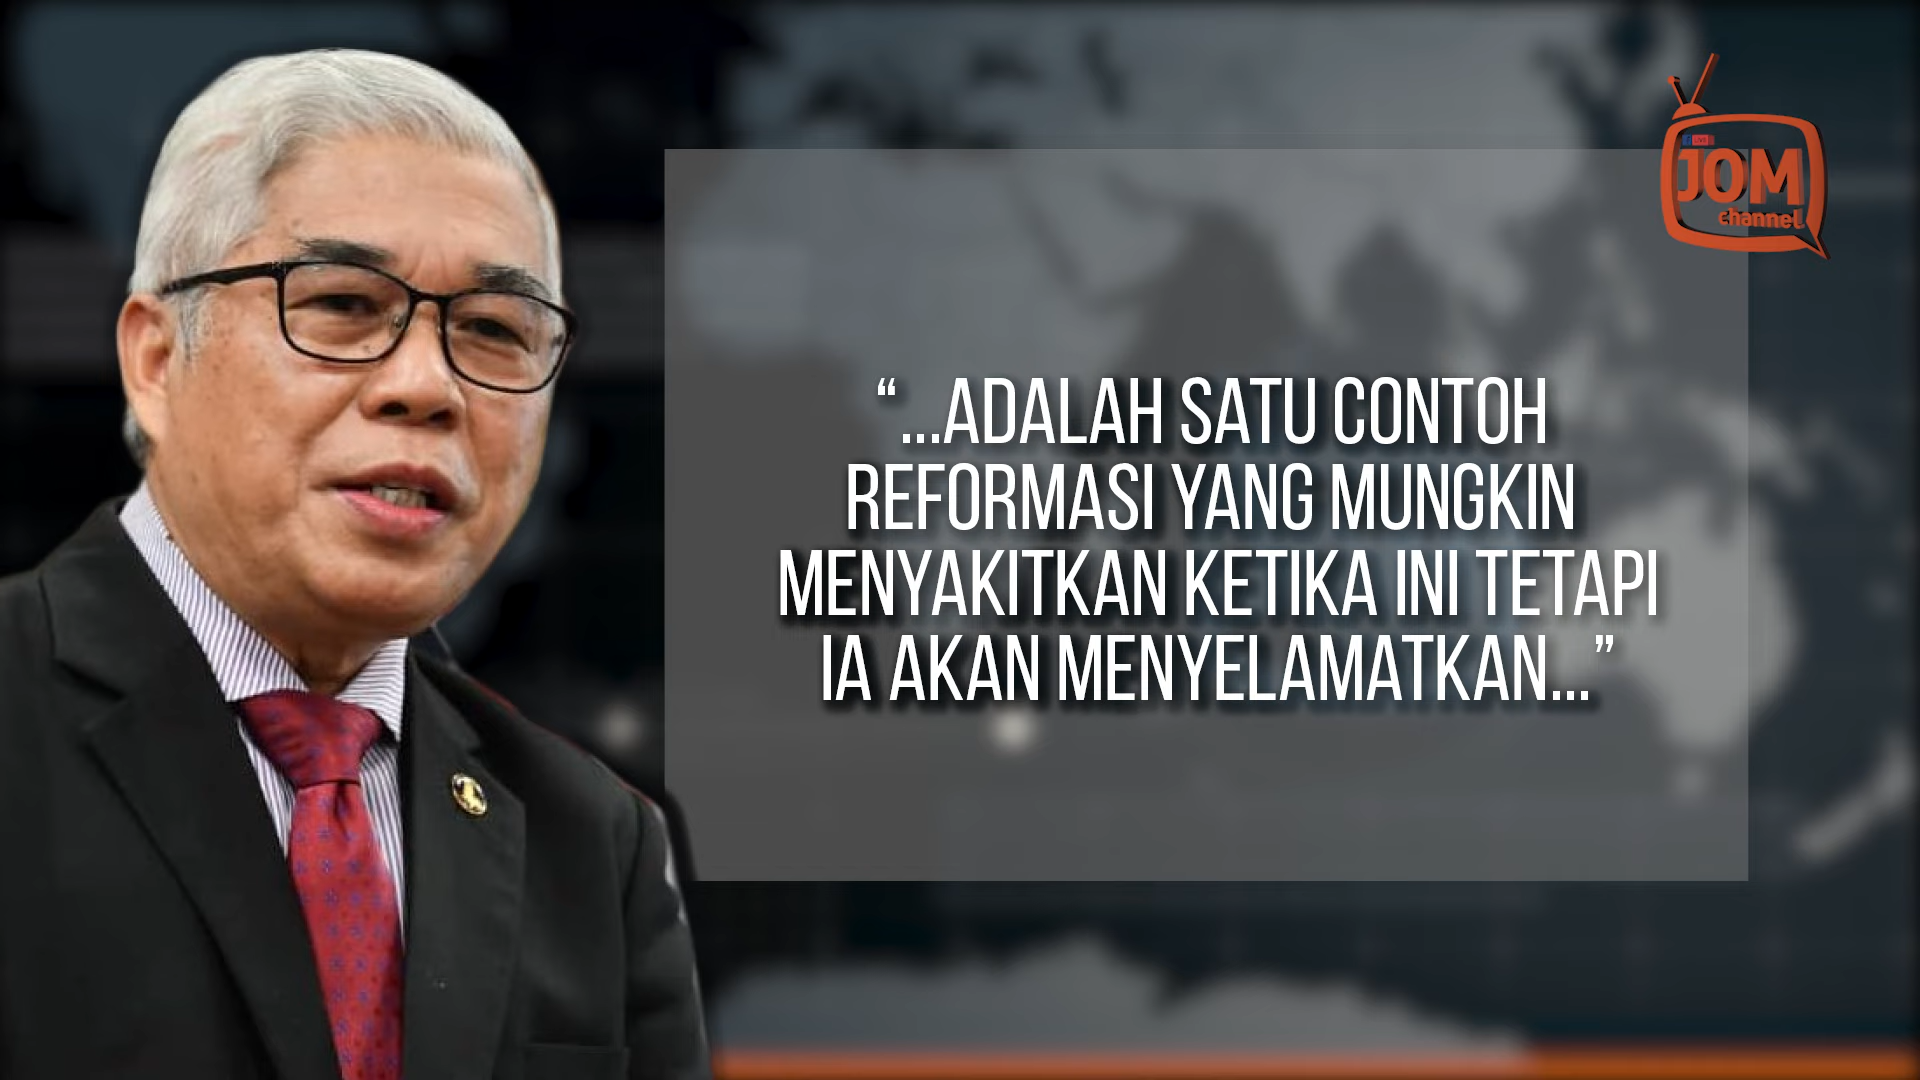 JOM
channel
“ ...ADALAH SATU CONTOH
REFORMASI YANG MUNGKIN
MENYAKITKAN KETIKA INI TETAPI
IA AKAN MENYELAMATKAN...”